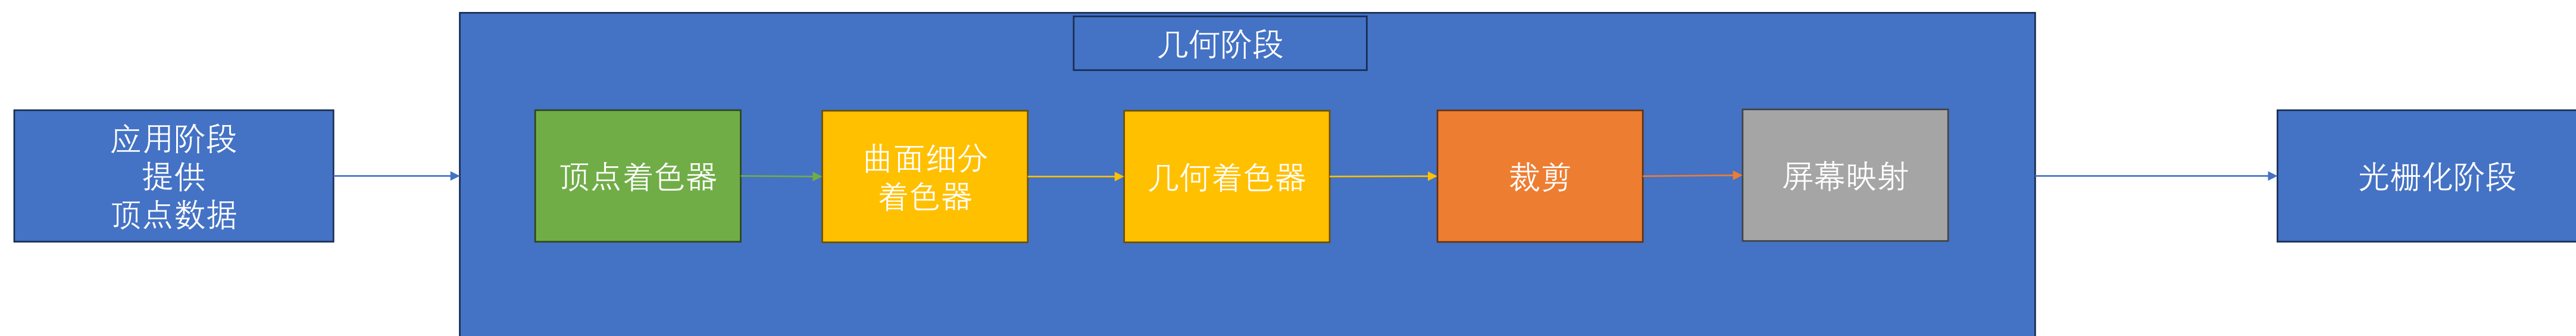 几何阶段
应用阶段
提供
顶点数据
顶点着色器
曲面细分
着色器
几何着色器
裁剪
屏幕映射
光栅化阶段